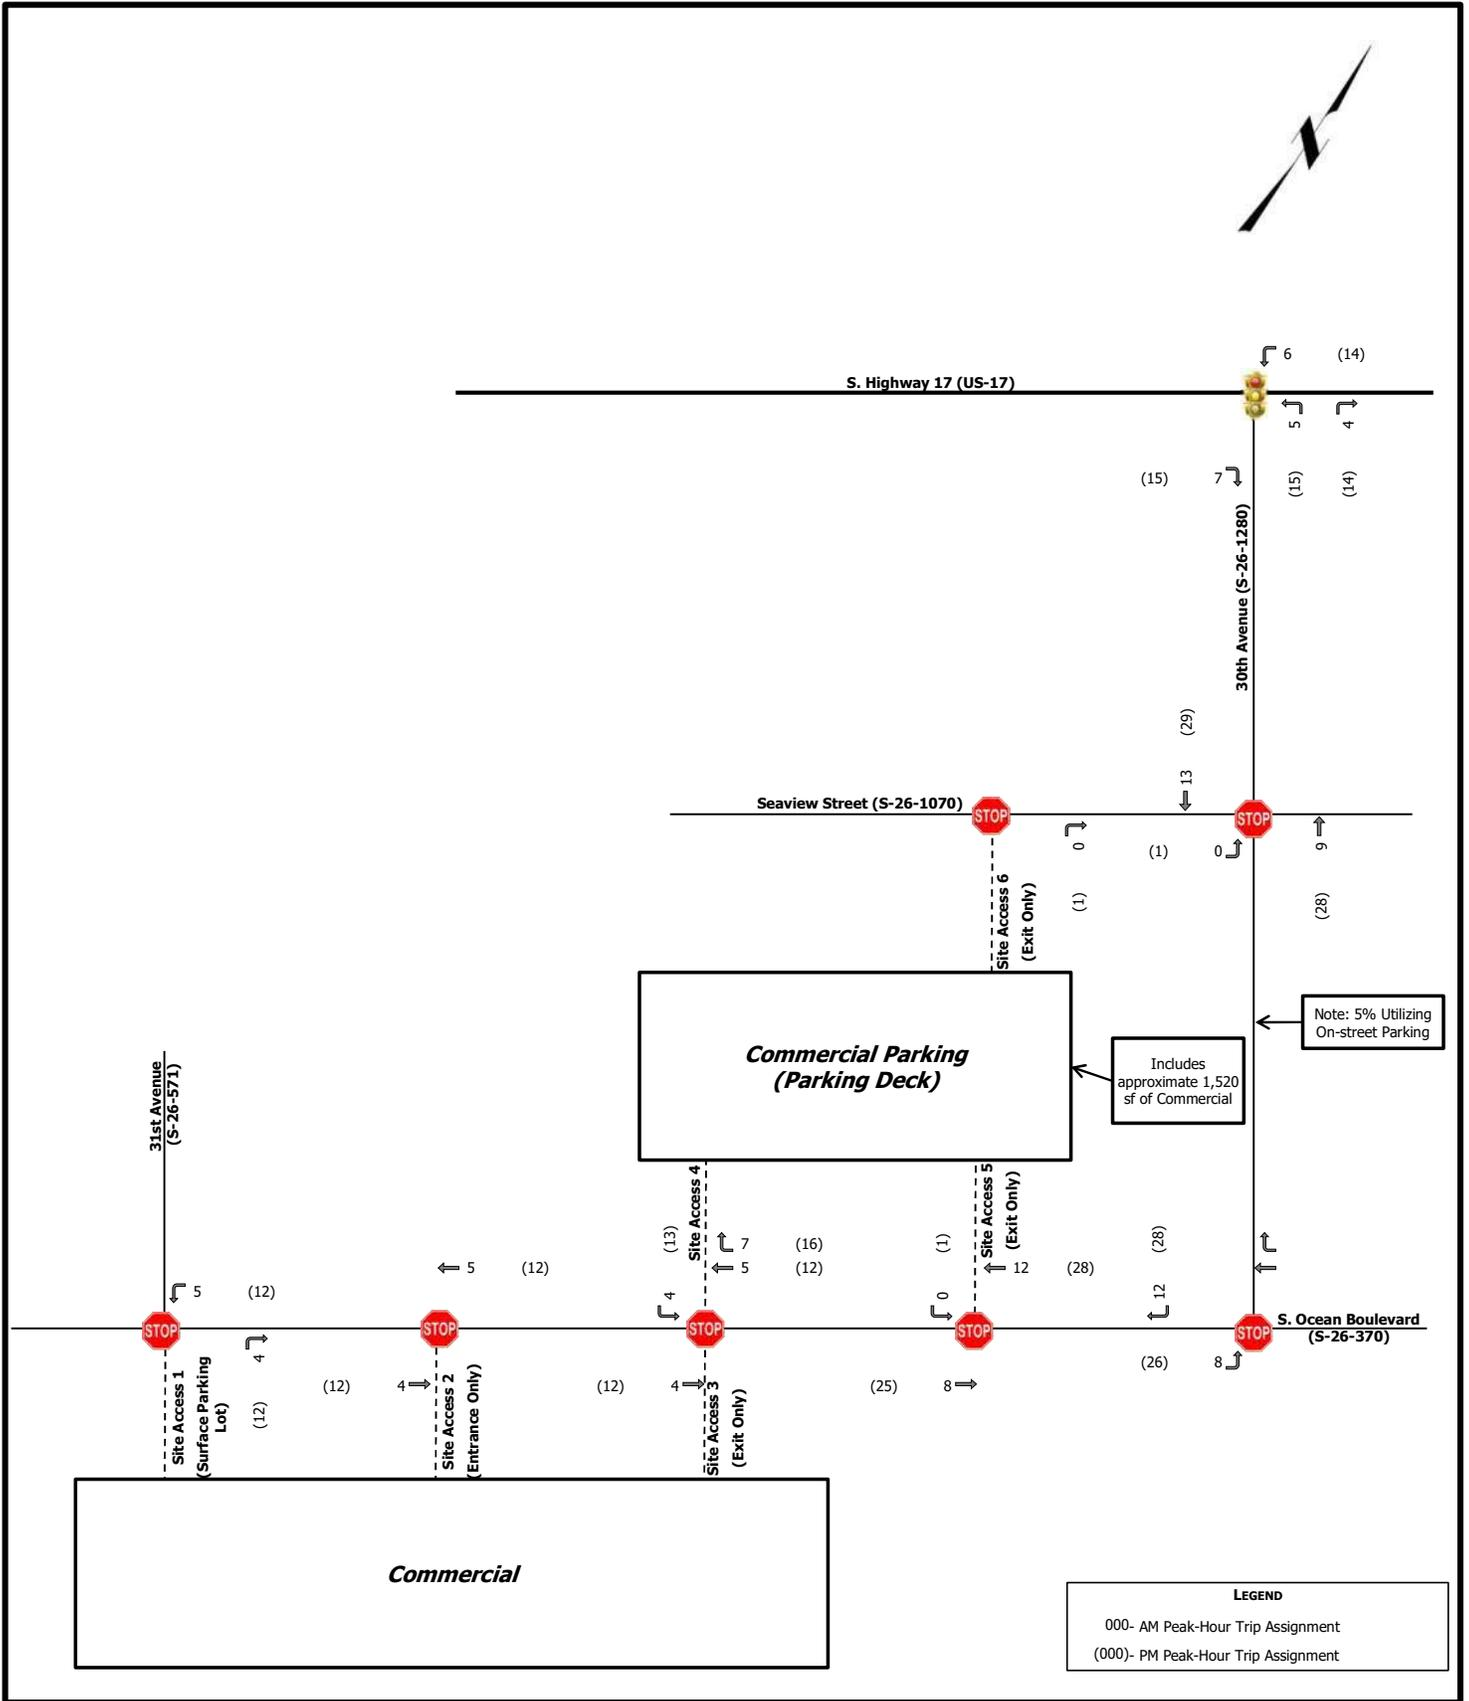 6 (14)
S. Highway 17 (US-17)
5 4
(15) 7
(15) (14)
30th Avenue (S-26-1280)
(29)
13
Seaview Street (S-26-1070)
STOP
STOP
0
(1) 0
9
(1)
(28)
Site Access 6
(Exit Only)
Commercial Parking
(Parking Deck)
Note: 5% Utilizing
On-street Parking
Includes
approximate 1,520
sf of Commercial
31st Avenue
(S-26-571)
Site Access 4
Site Access 5
(Exit Only)
(13)
7 (16)
(1)
(28)
5 (12)
5 (12)
12 (28)
5 (12)
4
0
12
STOP
STOP
STOP
STOP
STOP
S. Ocean Boulevard
(S-26-370)
4
(12) 4
(12) 4
(25) 8
(26) 8
(12)
Site Access 1
(Surface Parking
Lot)
Site Access 2
(Entrance Only)
Site Access 3
(Exit Only)
Commercial
LEGEND
000- AM Peak-Hour Trip Assignment
(000)- PM Peak-Hour Trip Assignment